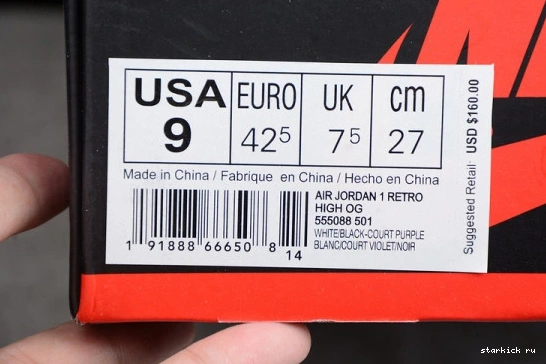 USA EURO UK cm
9 42⁵ 7⁵ 27
Made in China / Fabrique en China / Hecho en China
AIR JORDAN 1 RETRO
HIGH OG
555088 501
WHITE/BLACK-COURT PURPLE
BLANC/COURT VIOLET/NOIR
1 91888 66650 8 14
Suggested Retail: USD $160.00
starkick ru